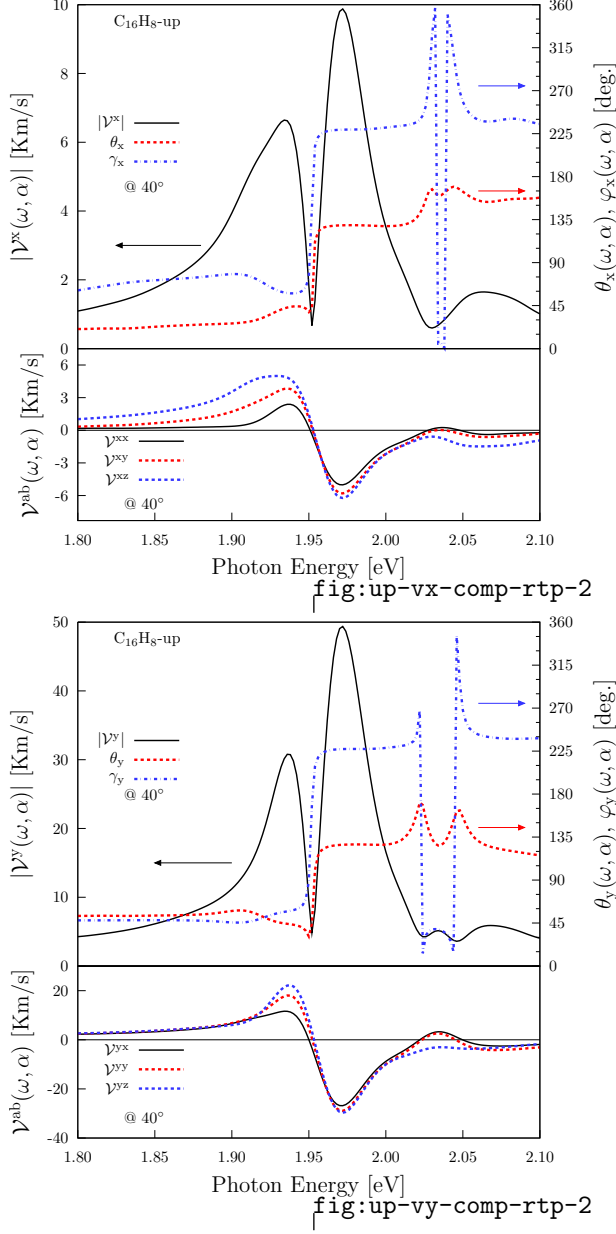 C₁₆H₈-up
|𝒱ˣ(ω, α)| [Km/s]
10
8
6
4
2
0
|𝒱ˣ|
θₓ
γₓ
@ 40°
360
315
270
225
180
135
90
45
0
θₓ(ω, α), φₓ(ω, α) [deg.]
𝒱ᵃᵇ(ω, α) [Km/s]
6
3
0
-3
-6
𝒱ˣˣ
𝒱ˣʸ
𝒱ˣᶻ
@ 40°
1.80 1.85 1.90 1.95 2.00 2.05 2.10
Photon Energy [eV]
fig:up-vx-comp-rtp-2
C₁₆H₈-up
|𝒱ʸ(ω, α)| [Km/s]
50
40
30
20
10
0
|𝒱ʸ|
θ_y
γ_y
@ 40°
360
315
270
225
180
135
90
45
0
θ_y(ω, α), φ_y(ω, α) [deg.]
𝒱ᵃᵇ(ω, α) [Km/s]
20
0
-20
-40
𝒱ʸˣ
𝒱ʸʸ
𝒱ʸᶻ
@ 40°
1.80 1.85 1.90 1.95 2.00 2.05 2.10
Photon Energy [eV]
fig:up-vy-comp-rtp-2